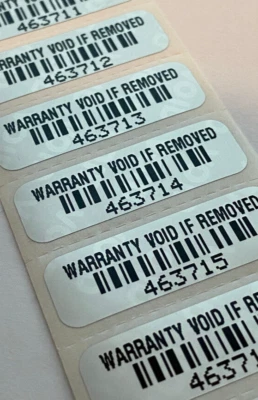 463711
WARRANTY VOID IF REMOVED
463712
WARRANTY VOID IF REMOVED
463713
WARRANTY VOID IF REMOVED
463714
WARRANTY VOID IF REMOVED
463715
WARRANTY VOID IF REMOVED